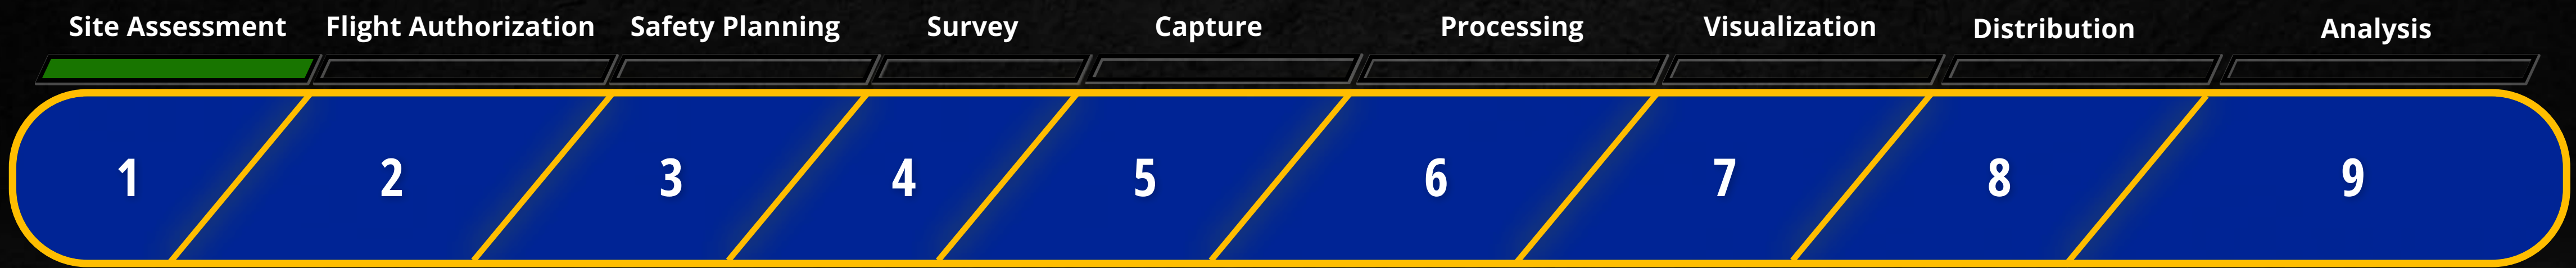 Site Assessment Flight Authorization Safety Planning Survey Capture Processing Visualization Distribution Analysis
1 2 3 4 5 6 7 8 9